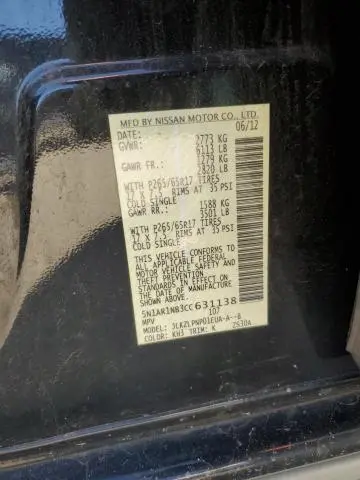 MFD BY NISSAN MOTOR CO., LTD.
DATE: 06/12
GVWR: 2773 KG
6113 LB
GAWR FR: 1279 KG
2820 LB
WITH P265/65R17 TIRES
17 X 7.5 RIMS AT 35 PSI
COLD SINGLE
GAWR RR: 1588 KG
3501 LB
WITH P265/65R17 TIRES
17 X 7.5 RIMS AT 35 PSI
COLD SINGLE
THIS VEHICLE CONFORMS TO
ALL APPLICABLE FEDERAL
MOTOR VEHICLE SAFETY
STANDARDS IN EFFECT ON
THE DATE OF MANUFACTURE
SHOWN ABOVE.
5N1AR1NB3CC631138
MPV 107
MODEL: JLKZLPNP01EUA-A--B
COLOR: KH3 TRIM: K ZS30A